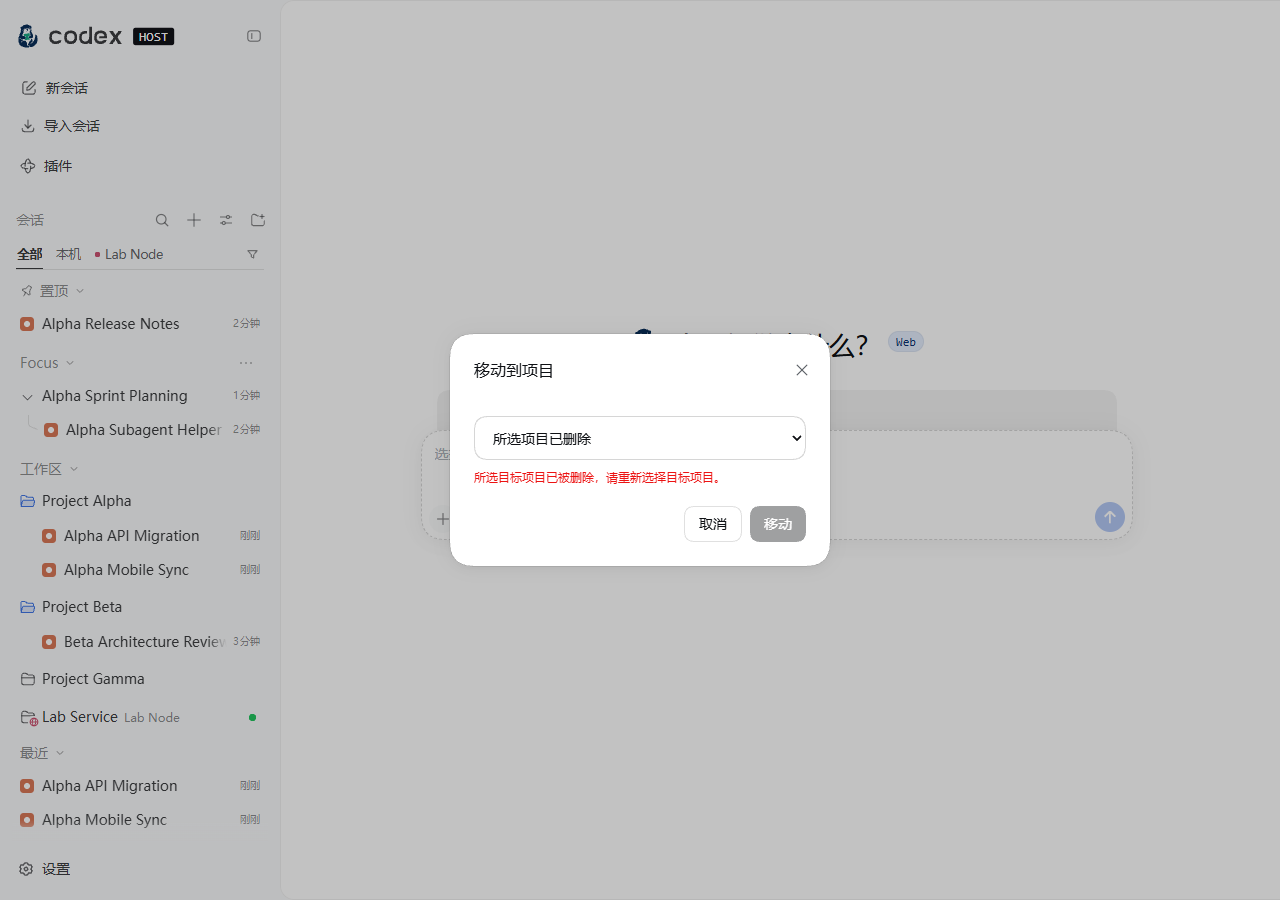 codex HOST
新会话
导入会话
插件
会话
全部 本机 Lab Node
置顶
Alpha Release Notes 2分钟
Focus
Alpha Sprint Planning 1分钟
Alpha Subagent Helper 2分钟
工作区
Project Alpha
Alpha API Migration 刚刚
Alpha Mobile Sync 刚刚
Project Beta
Beta Architecture Review 3分钟
Project Gamma
Lab Service Lab Node
最近
Alpha API Migration 刚刚
Alpha Mobile Sync 刚刚
设置
什么? Web
选
移动到项目
所选项目已删除
所选目标项目已被删除，请重新选择目标项目。
取消 移动